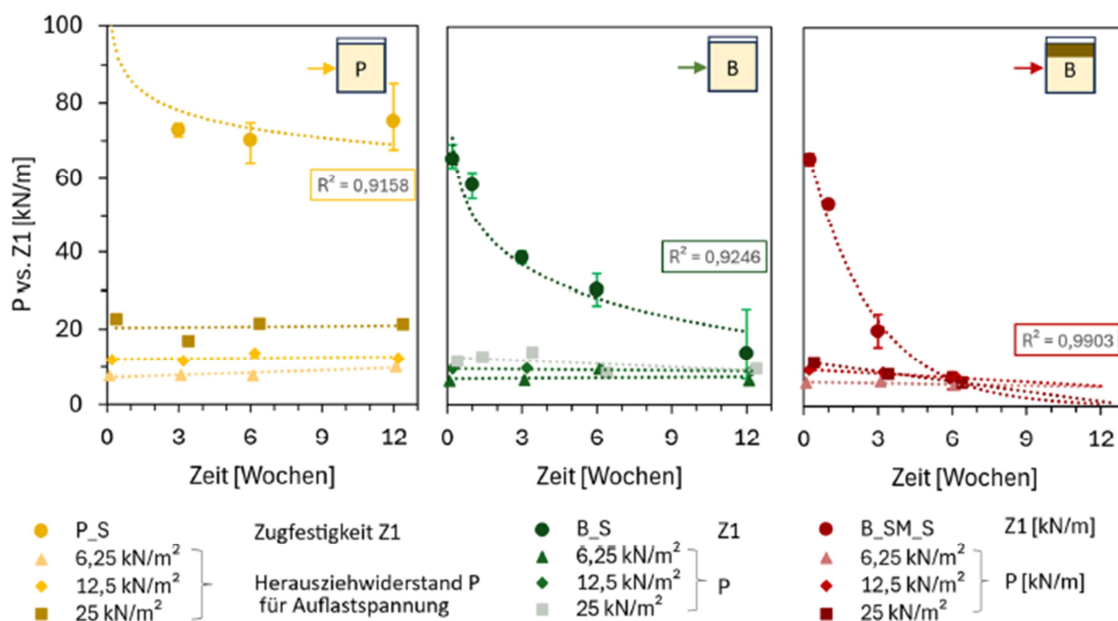 P vs. Z1 [kN/m]
100
80
60
40
20
0
P
R² = 0,9158
0 3 6 9 12
Zeit [Wochen]
B
R² = 0,9246
0 3 6 9 12
Zeit [Wochen]
B
R² = 0,9903
0 3 6 9 12
Zeit [Wochen]
P_S
6,25 kN/m²
12,5 kN/m²
25 kN/m²
Zugfestigkeit Z1
Herausziehwiderstand P
für Auflastspannung
B_S
6,25 kN/m²
12,5 kN/m²
25 kN/m²
Z1
P
B_SM_S
6,25 kN/m²
12,5 kN/m²
25 kN/m²
Z1 [kN/m]
P [kN/m]